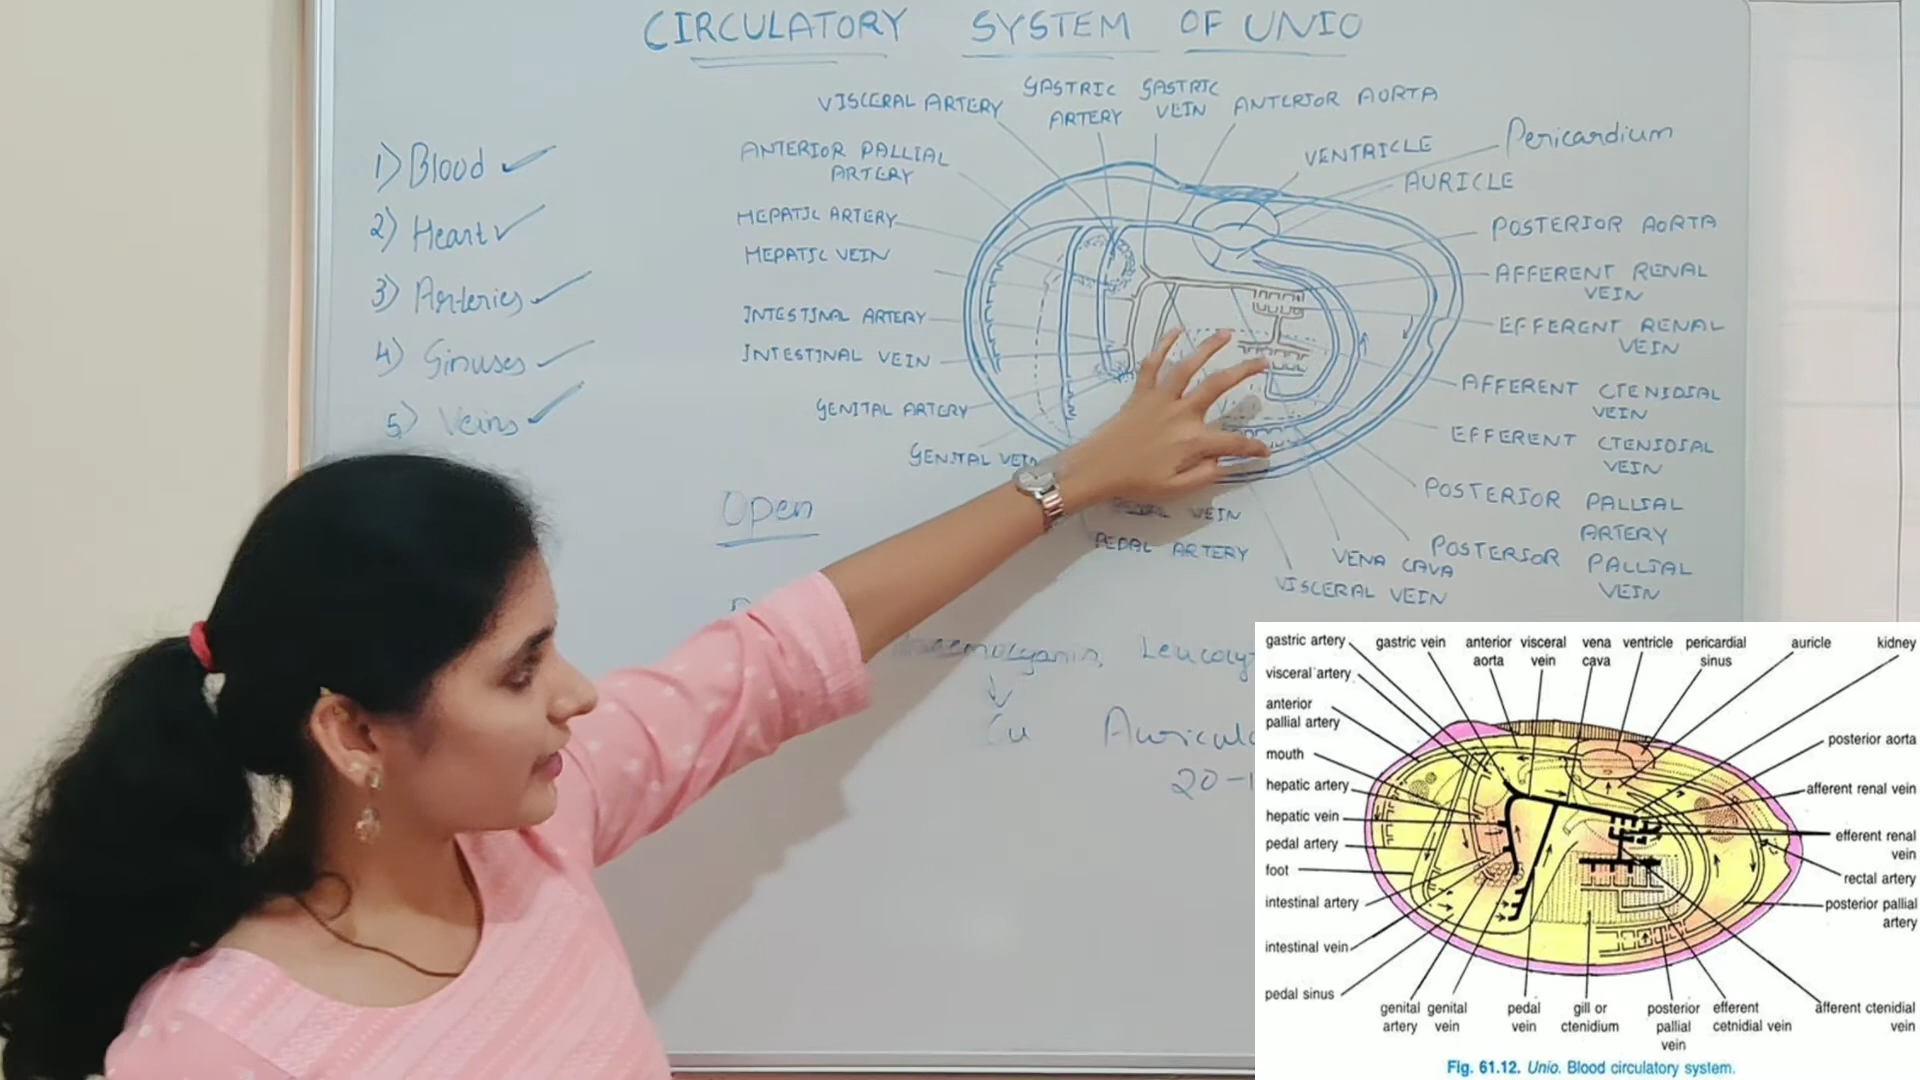 CIRCULATORY SYSTEM OF UNIO
1) Blood
2) Heart
3) Arteries
4) Sinuses
5) Veins
VISCERAL ARTERY
GASTRIC
ARTERY
GASTRIC
VEIN
ANTERIOR AORTA
VENTRICLE
Pericardium
AURICLE
ANTERIOR PALLIAL
ARTERY
HEPATIC ARTERY
HEPATIC VEIN
INTESTINAL ARTERY
INTESTINAL VEIN
GENITAL ARTERY
GENITAL VEIN
POSTERIOR AORTA
AFFERENT RENAL
VEIN
EFFERENT RENAL
VEIN
AFFERENT CTENIDIAL
VEIN
EFFERENT CTENIDIAL
VEIN
POSTERIOR PALLIAL
ARTERY
POSTERIOR PALLIAL
VEIN
VENA CAVA
VISCERAL VEIN
VEIN
PEDAL ARTERY
Open
Cu
20-1
gastric artery
gastric vein
anterior
aorta
visceral
vein
vena
cava
ventricle
pericardial
sinus
auricle
kidney
visceral artery
anterior
pallial artery
mouth
hepatic artery
hepatic vein
pedal artery
foot
intestinal artery
intestinal vein
pedal sinus
posterior aorta
afferent renal vein
efferent renal
vein
rectal artery
posterior pallial
artery
genital
artery
genital
vein
pedal
vein
gill or
ctenidium
posterior
pallial
vein
efferent
cetnidial vein
afferent ctenidial
vein
Fig. 61.12. Unio. Blood circulatory system.